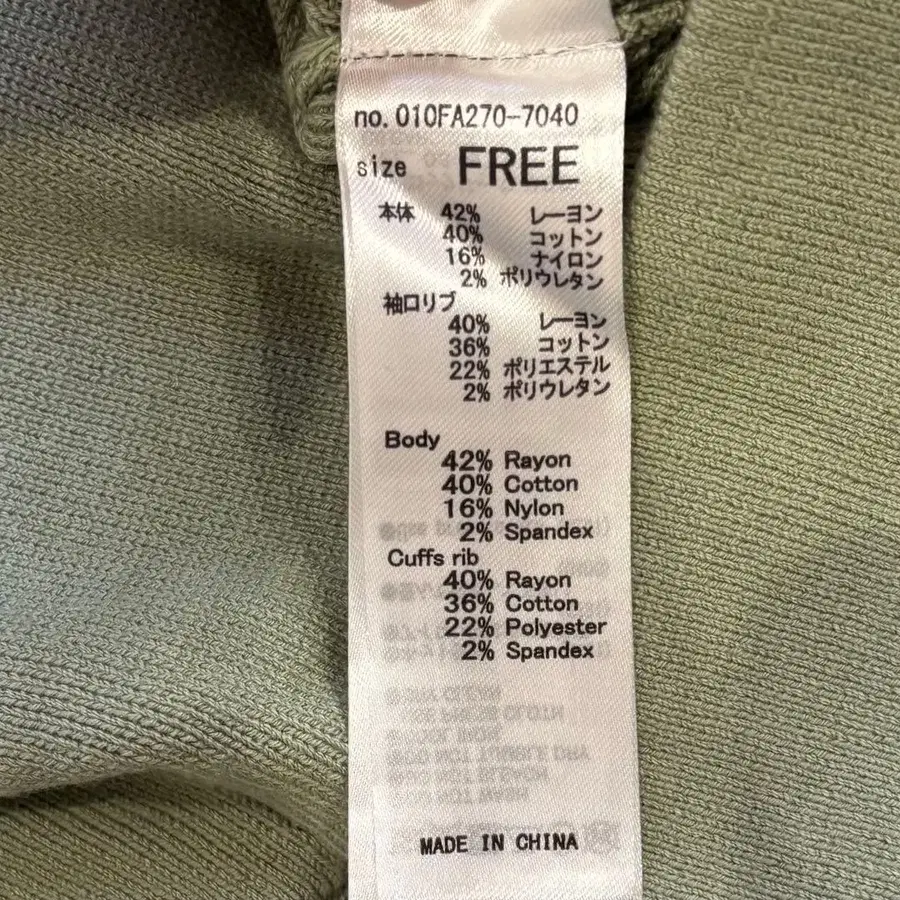 no. 010FA270-7040
size FREE
本体 42% レーヨン
40% コットン
16% ナイロン
2% ポリウレタン
袖口リブ
40% レーヨン
36% コットン
22% ポリエステル
2% ポリウレタン
Body
42% Rayon
40% Cotton
16% Nylon
2% Spandex
Cuffs rib
40% Rayon
36% Cotton
22% Polyester
2% Spandex
MADE IN CHINA